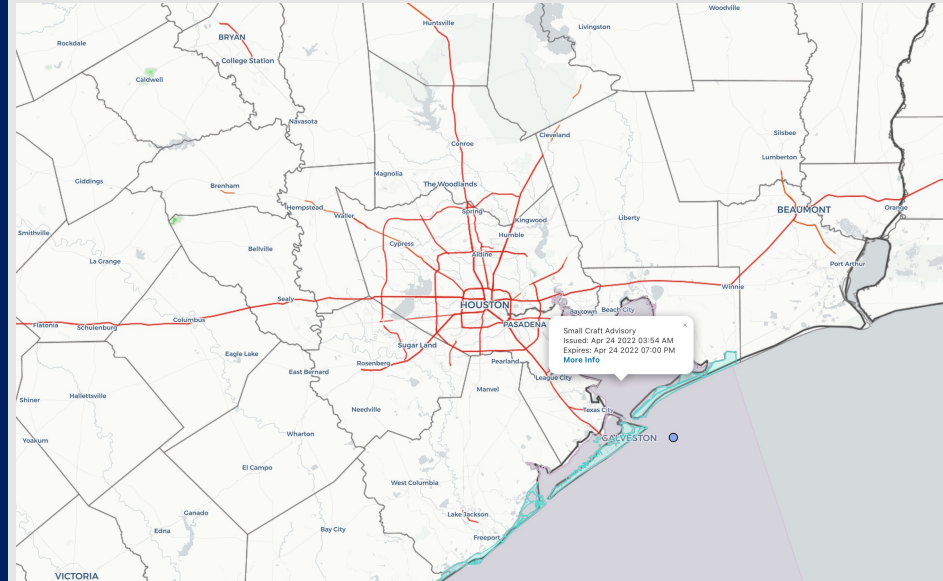 Huntsville
Woodville
Livingston
Rockdale
BRYAN
College Station
Caldwell
Navasota
Silsbee
Cleveland
Conroe
Lumberton
Magnolia
Giddings
Brenham
The Woodlands
Hempstead
Waller
Spring
Kingwood
Liberty
BEAUMONT
Orange
Smithville
Humble
Cypress
Bellville
Aldine
La Grange
Port Arthur
Winnie
Sealy
HOUSTON
Baytown
Beach City
Columbus
Flatonia
Schulenburg
PASADENA
×
Small Craft Advisory
Issued: Apr 24 2022 03:54 AM
Expires: Apr 24 2022 07:00 PM
More Info
Sugar Land
Eagle Lake
Rosenberg
Pearland
East Bernard
League City
Manvel
Shiner
Hallettsville
Needville
Texas City
Wharton
GALVESTON
Yoakum
El Campo
West Columbia
Ganado
Lake Jackson
Edna
Bay City
Freeport
VICTORIA